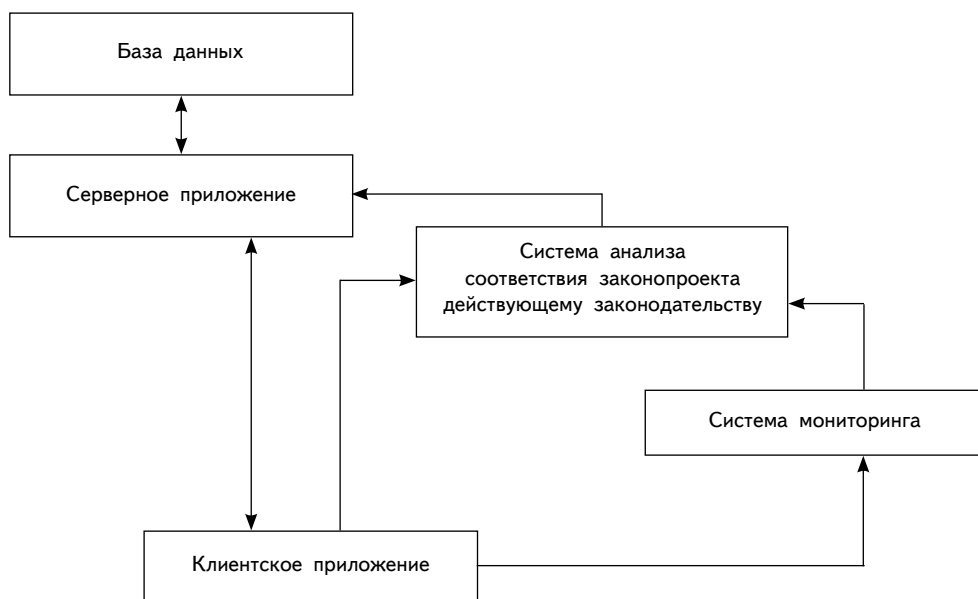 База данных
Серверное приложение
Система анализа
соответствия законопроекта
действующему законодательству
Система мониторинга
Клиентское приложение